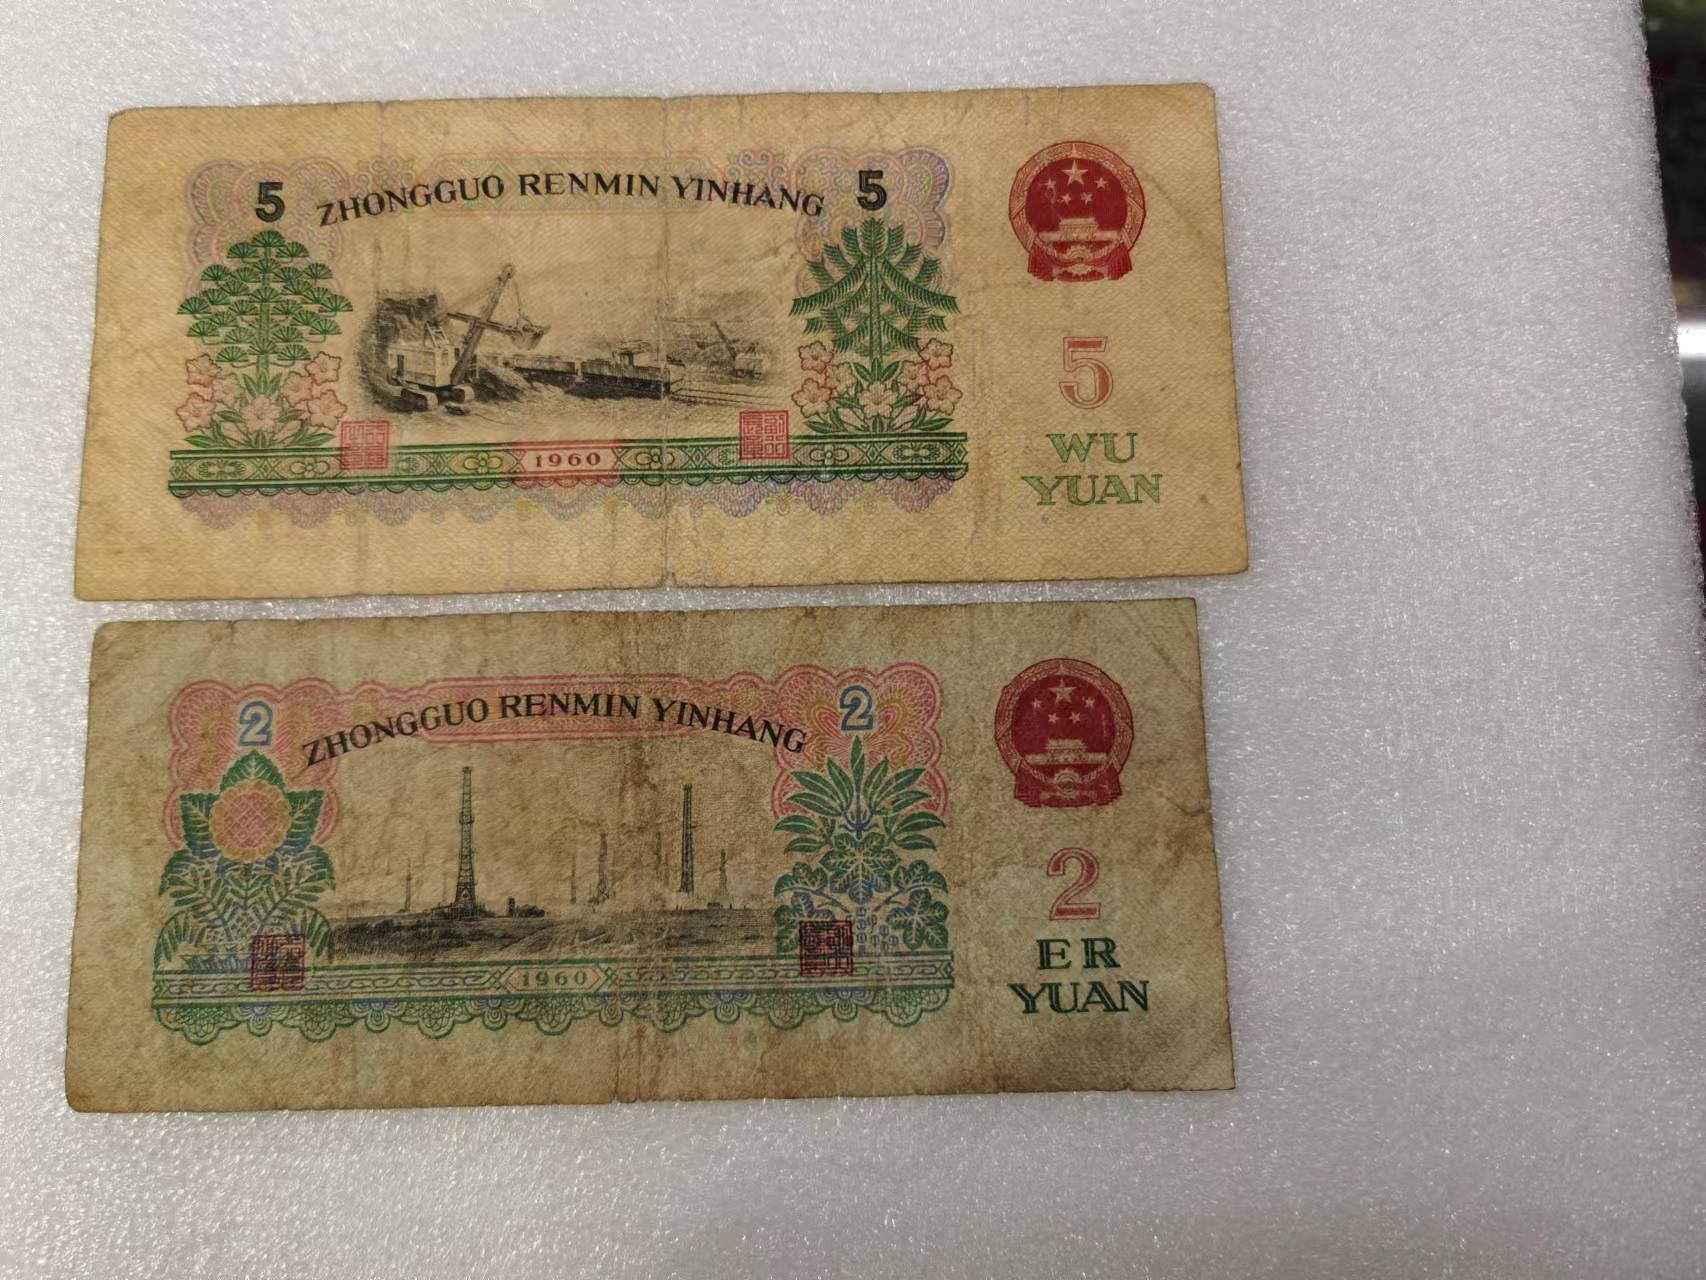 5 ZHONGGUO RENMIN YINHANG 5
1960
5
WU
YUAN
2 ZHONGGUO RENMIN YINHANG 2
1960
2
ER
YUAN